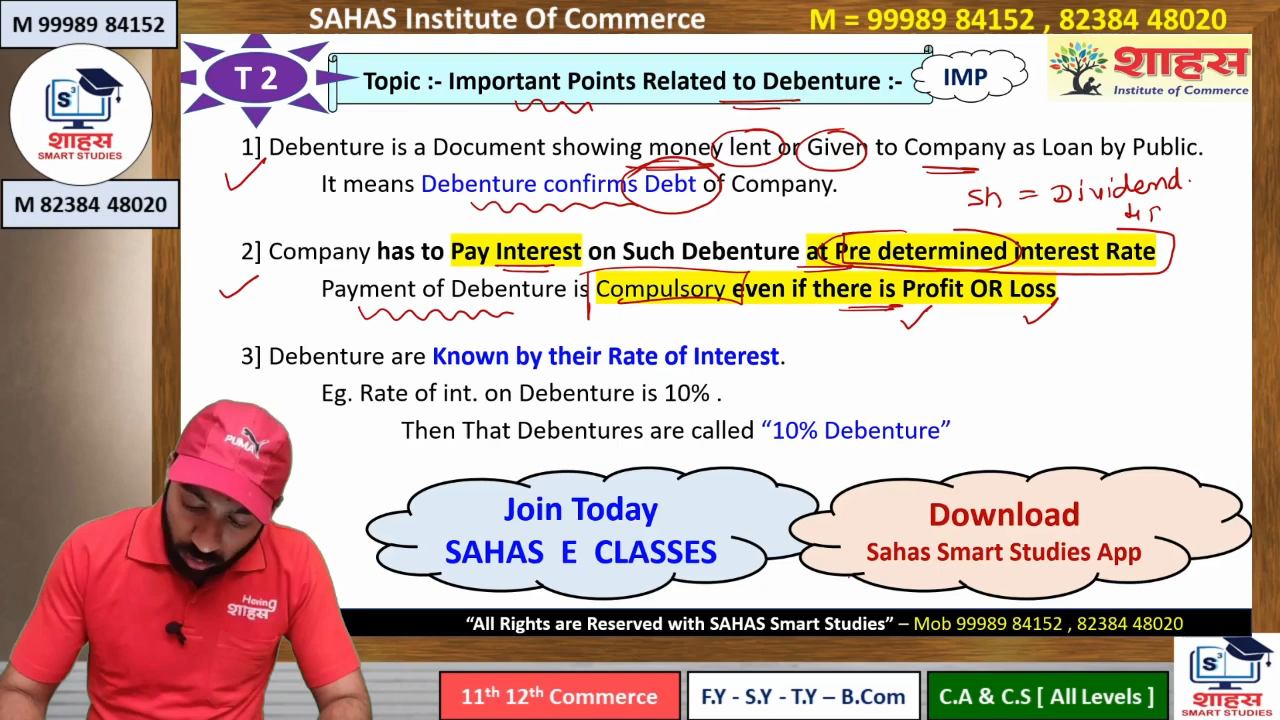 M 99989 84152
SAHAS Institute Of Commerce
M = 99989 84152 , 82384 48020
T 2
Topic :- Important Points Related to Debenture :-
IMP
शाहस
Institute of Commerce
S³
शाहस
SMART STUDIES
M 82384 48020
1] Debenture is a Document showing money lent or Given to Company as Loan by Public.
It means Debenture confirms Debt of Company.
Sh = Dividend.
2] Company has to Pay Interest on Such Debenture at Pre determined interest Rate
Payment of Debenture is Compulsory even if there is Profit OR Loss
3] Debenture are Known by their Rate of Interest.
Eg. Rate of int. on Debenture is 10% .
Then That Debentures are called “10% Debenture”
PUMA
Having
शाहस
Join Today
SAHAS E CLASSES
Download
Sahas Smart Studies App
“All Rights are Reserved with SAHAS Smart Studies” – Mob 99989 84152 , 82384 48020
11th 12th Commerce
F.Y - S.Y - T.Y – B.Com
C.A & C.S [ All Levels ]
S³
शाहस
SMART STUDIES